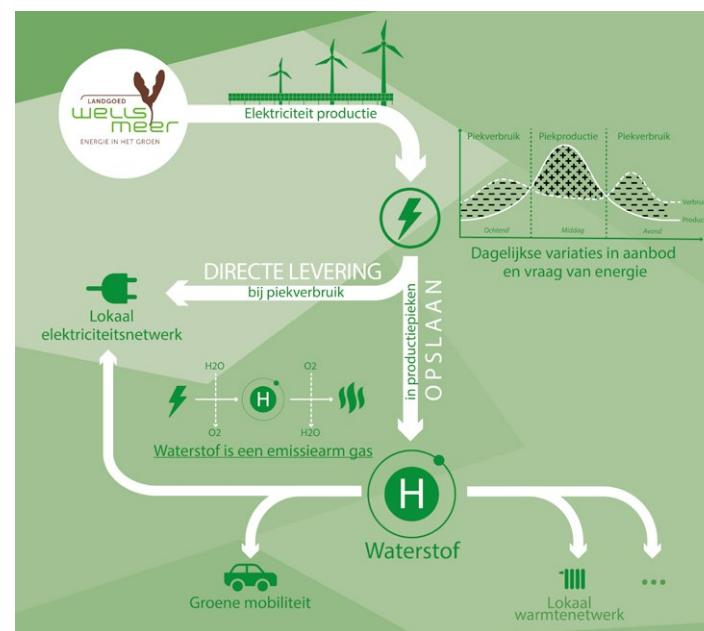 LANDGOED
wells
meer
ENERGIE IN HET GROEN
Elektriciteit productie
Piekverbruik
Piekproductie
Piekverbruik
Ochtend
Middag
Avond
Dagelijkse variaties in aanbod
en vraag van energie
DIRECTE LEVERING
bij piekverbruik
in productiepieken
OPSLAAN
Lokaal
elektriciteitsnetwerk
H2O
O2
H
O2
H2O
Waterstof is een emissiearm gas
H
Waterstof
Groene mobiliteit
Lokaal
warmtenetwerk
...